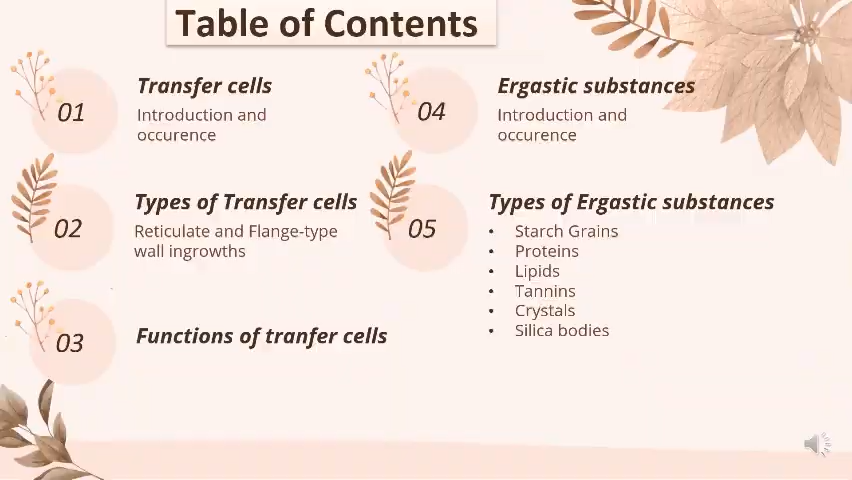 Table of Contents
01
Transfer cells
Introduction and
occurence
02
Types of Transfer cells
Reticulate and Flange-type
wall ingrowths
03
Functions of tranfer cells
04
Ergastic substances
Introduction and
occurence
05
Types of Ergastic substances
• Starch Grains
• Proteins
• Lipids
• Tannins
• Crystals
• Silica bodies